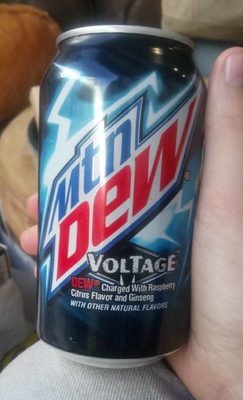 Mtn
DEW®
VOLTAGE
DEW® Charged With Raspberry
Citrus Flavor and Ginseng
WITH OTHER NATURAL FLAVORS